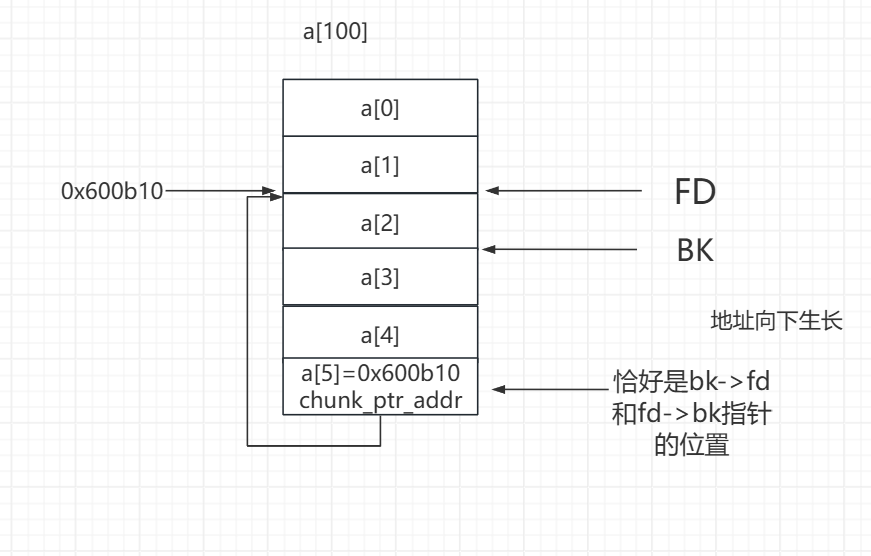 a[100]
a[0]
a[1]
0x600b10
FD
a[2]
BK
a[3]
地址向下生长
a[4]
a[5]=0x600b10
chunk_ptr_addr
恰好是bk->fd
和fd->bk指针
的位置